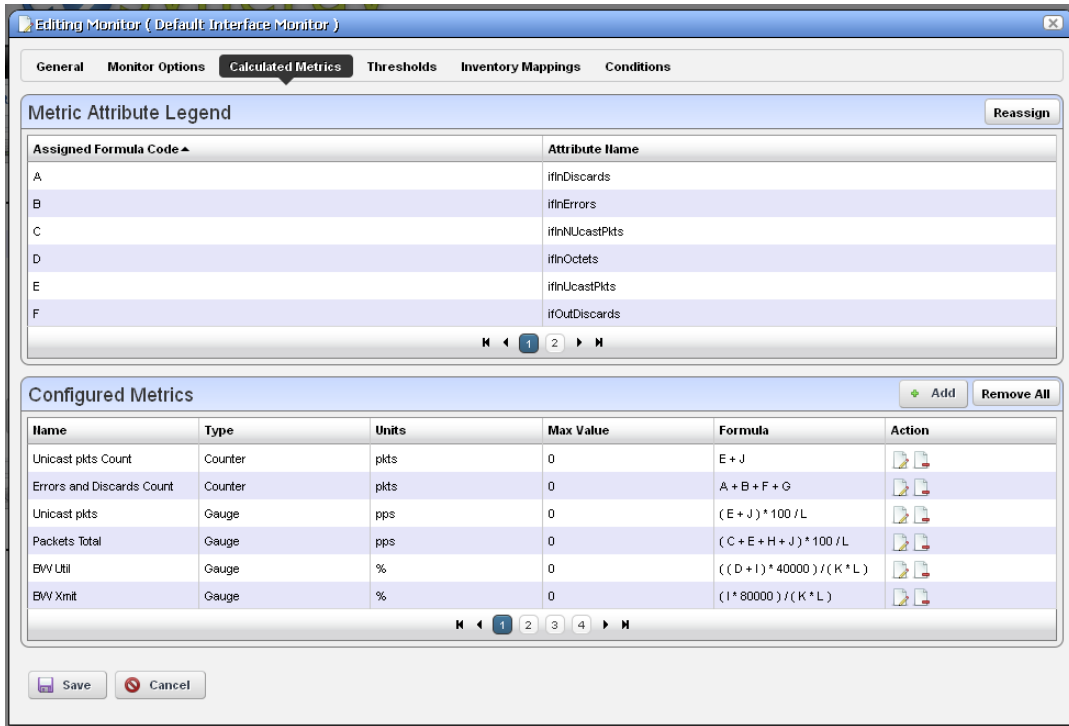 Editing Monitor ( Default Interface Monitor )
General Monitor Options Calculated Metrics Thresholds Inventory Mappings Conditions
Metric Attribute Legend Reassign
Assigned Formula Code Attribute Name
A ifInDiscards
B ifInErrors
C ifInNUcastPkts
D ifInOctets
E ifInUcastPkts
F ifOutDiscards
1 2
Configured Metrics Add Remove All
Name Type Units Max Value Formula Action
Unicast pkts Count Counter pkts 0 E + J
Errors and Discards Count Counter pkts 0 A + B + F + G
Unicast pkts Gauge pps 0 ( E + J ) * 100 / L
Packets Total Gauge pps 0 ( C + E + H + J ) * 100 / L
BW Util Gauge % 0 ( ( D + I ) * 40000 ) / ( K * L )
BW Xmit Gauge % 0 ( I * 80000 ) / ( K * L )
1 2 3 4
Save Cancel